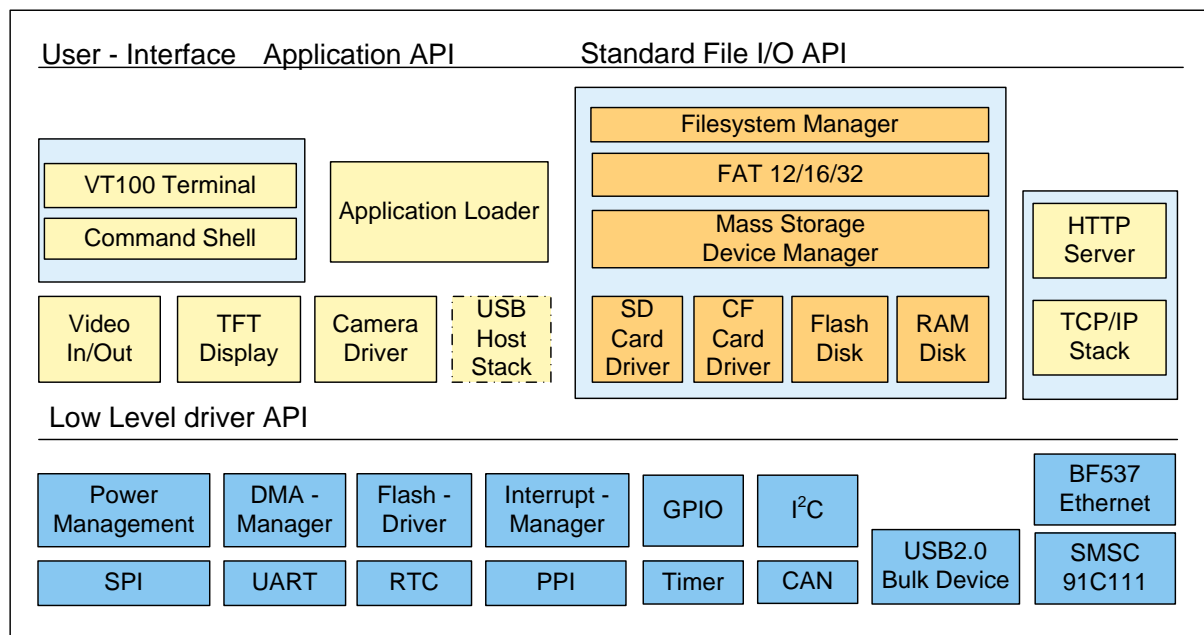 User - Interface Application API
Standard File I/O API
VT100 Terminal
Command Shell
Application Loader
Filesystem Manager
FAT 12/16/32
Mass Storage
Device Manager
HTTP
Server
Video
In/Out
TFT
Display
Camera
Driver
USB
Host
Stack
SD
Card
Driver
CF
Card
Driver
Flash
Disk
RAM
Disk
TCP/IP
Stack
Low Level driver API
Power
Management
DMA -
Manager
Flash -
Driver
Interrupt -
Manager
GPIO
I²C
BF537
Ethernet
SPI
UART
RTC
PPI
Timer
CAN
USB2.0
Bulk Device
SMSC
91C111